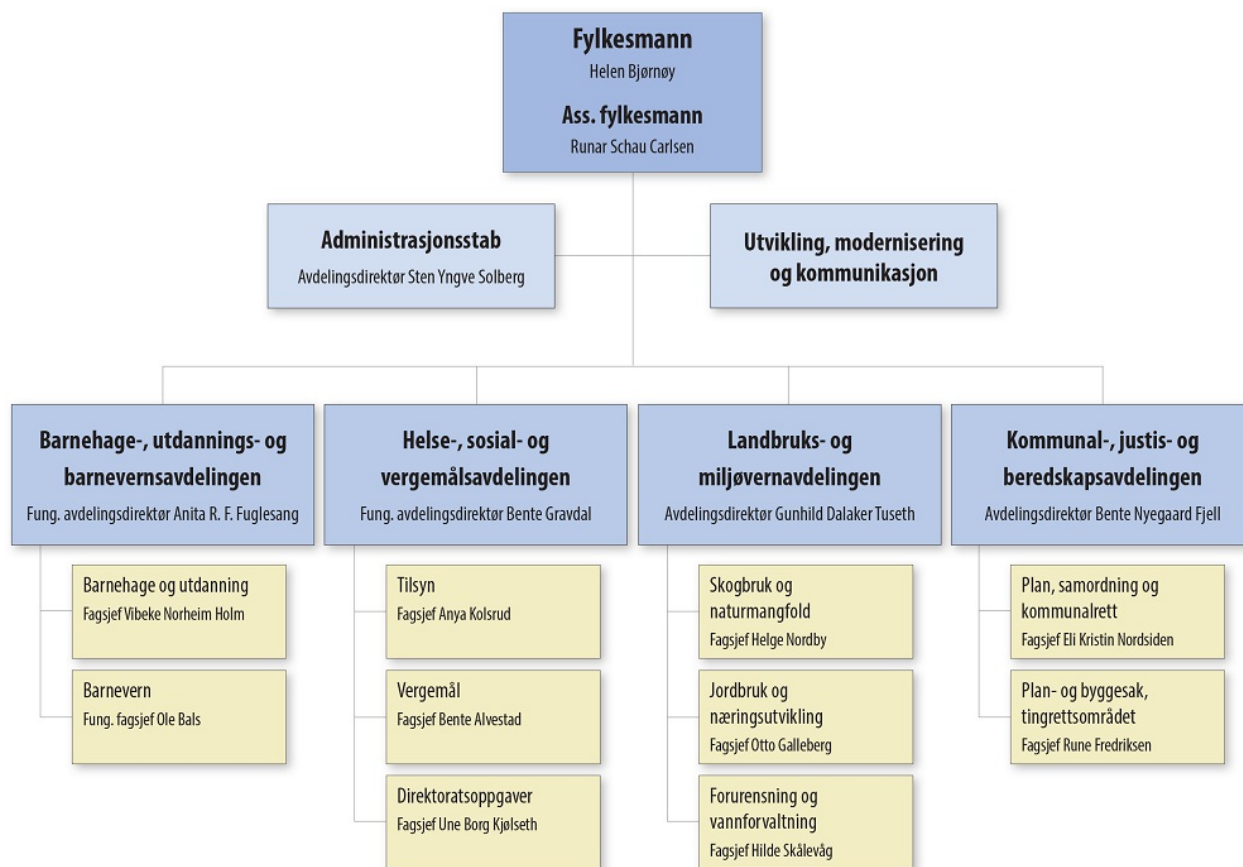 Fylkesmann
Helen Bjørnøy
Ass. fylkesmann
Runar Schau Carlsen
Administrasjonsstab
Avdelingsdirektør Sten Yngve Solberg
Utvikling, modernisering
og kommunikasjon
Barnehage-, utdannings- og
barnevernsavdelingen
Fung. avdelingsdirektør Anita R. F. Fuglesang
Barnehage og utdanning
Fagsjef Vibeke Norheim Holm
Barnevern
Fung. fagsjef Ole Bals
Helse-, sosial- og
vergemålsavdelingen
Fung. avdelingsdirektør Bente Gravdal
Tilsyn
Fagsjef Anya Kolsrud
Vergemål
Fagsjef Bente Alvestad
Direktoratsoppgaver
Fagsjef Une Borg Kjølseth
Landbruks- og
miljøvernavdelingen
Avdelingsdirektør Gunhild Dalaker Tuseth
Skogbruk og
naturmangfold
Fagsjef Helge Nordby
Jordbruk og
næringsutvikling
Fagsjef Otto Galleberg
Forurensning og
vannforvaltning
Fagsjef Hilde Skålevåg
Kommunal-, justis- og
beredskapsavdelingen
Avdelingsdirektør Bente Nyegaard Fjell
Plan, samordning og
kommunalrett
Fagsjef Eli Kristin Nordsiden
Plan- og byggesak,
tingrettsområdet
Fagsjef Rune Fredriksen